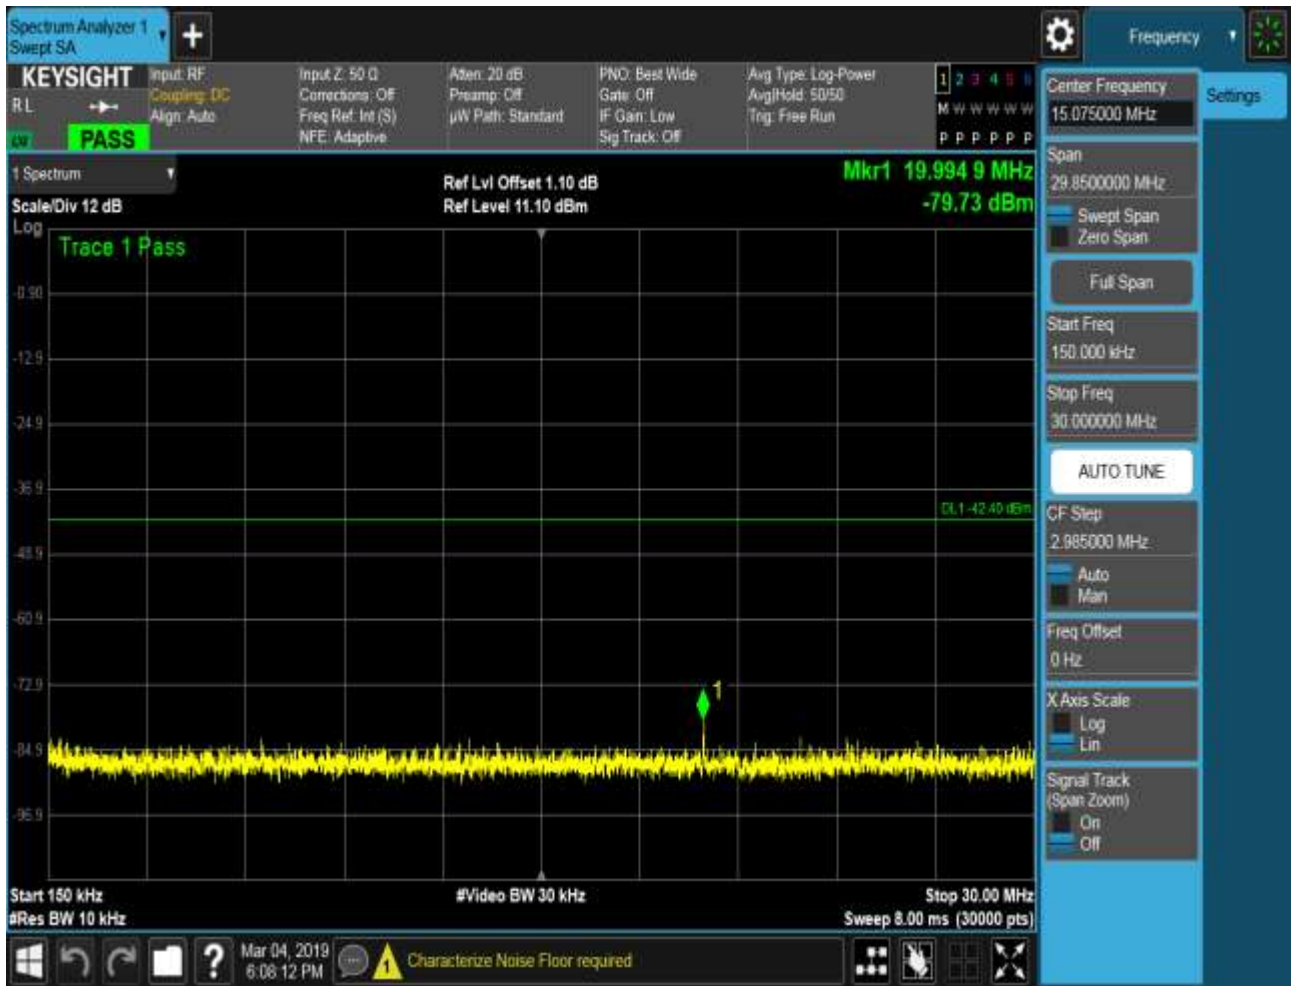 Spectrum Analyzer 1
Swept SA
Frequency
KEYSIGHT
R L
PASS
Input: RF
Coupling: DC
Align: Auto
Input Z: 50 Ω
Corrections: Off
Freq Ref: Int (S)
NFE: Adaptive
Atten: 20 dB
Preamp: Off
µW Path: Standard
PNO: Best Wide
Gate: Off
IF Gain: Low
Sig Track: Off
Avg Type: Log-Power
Avg|Hold: 50/50
Trig: Free Run
1 2 3 4 5 6
M W W W W W
P P P P P P
1 Spectrum
Scale/Div 12 dB
Ref Lvl Offset 1.10 dB
Ref Level 11.10 dBm
Mkr1 19.994 9 MHz
-79.73 dBm
Log
Trace 1 Pass
-0.90
-12.9
-24.9
-36.9
DL1 -42.40 dBm
-48.9
-60.9
-72.9
1
-84.9
-96.9
Start 150 kHz
#Video BW 30 kHz
Stop 30.00 MHz
#Res BW 10 kHz
Sweep 8.00 ms (30000 pts)
Mar 04, 2019
6:08:12 PM
?
1
Characterize Noise Floor required
Center Frequency
15.075000 MHz
Settings
Span
29.8500000 MHz
Swept Span
Zero Span
Full Span
Start Freq
150.000 kHz
Stop Freq
30.000000 MHz
AUTO TUNE
CF Step
2.985000 MHz
Auto
Man
Freq Offset
0 Hz
X Axis Scale
Log
Lin
Signal Track
(Span Zoom)
On
Off